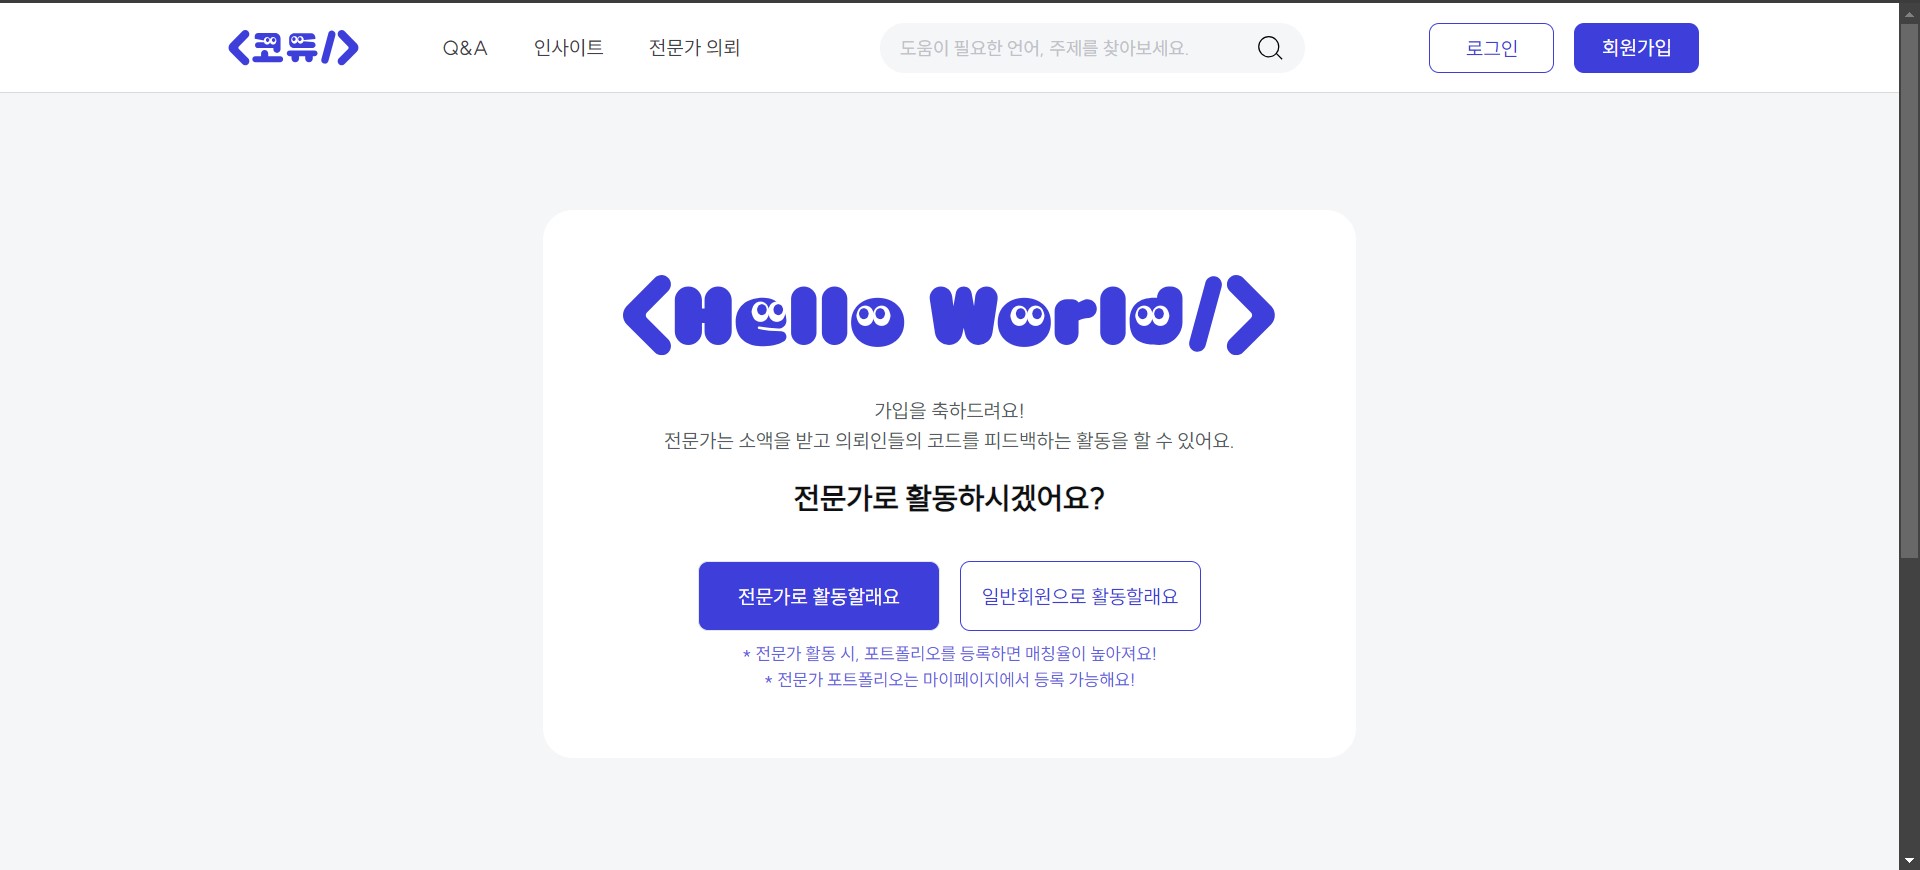 <코듀/>
Q&A
인사이트
전문가 의뢰
도움이 필요한 언어, 주제를 찾아보세요.
로그인
회원가입
<Hello World/>
가입을 축하드려요!
전문가는 소액을 받고 의뢰인들의 코드를 피드백하는 활동을 할 수 있어요.
전문가로 활동하시겠어요?
전문가로 활동할래요
일반회원으로 활동할래요
* 전문가 활동 시, 포트폴리오를 등록하면 매칭율이 높아져요!
* 전문가 포트폴리오는 마이페이지에서 등록 가능해요!